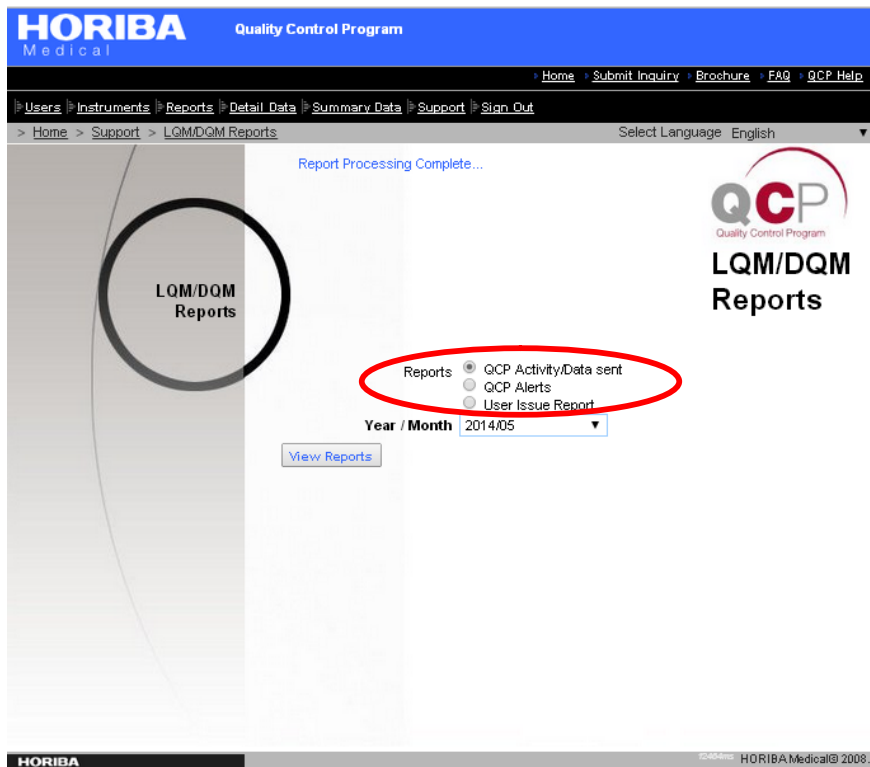 HORIBA
Medical
Quality Control Program
Home Submit Inquiry Brochure FAQ QCP Help
Users Instruments Reports Detail Data Summary Data Support Sign Out
> Home > Support > LQM/DQM Reports
Select Language English
Report Processing Complete...
QCP
Quality Control Program
LQM/DQM
Reports
LQM/DQM
Reports
Reports QCP Activity/Data sent
QCP Alerts
User Issue Report
Year / Month 2014/05
View Reports
HORIBA
HORIBA Medical© 2008.